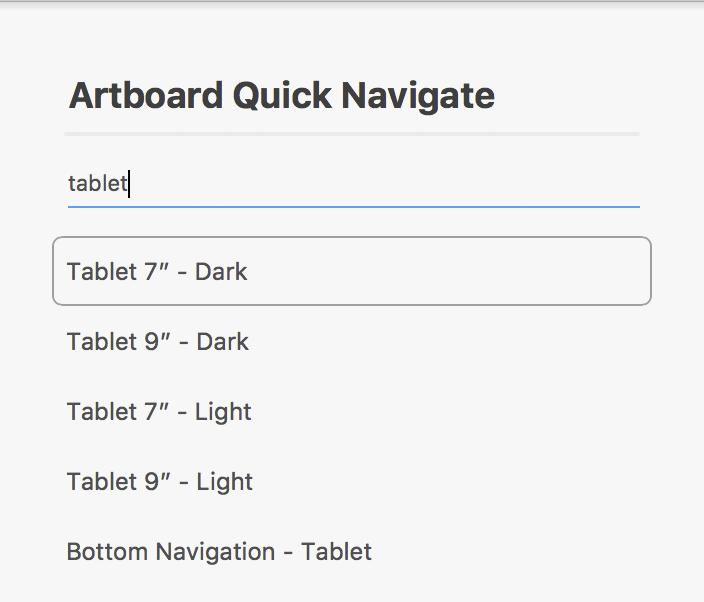 Artboard Quick Navigate
tablet
Tablet 7″ - Dark
Tablet 9″ - Dark
Tablet 7″ - Light
Tablet 9″ - Light
Bottom Navigation - Tablet